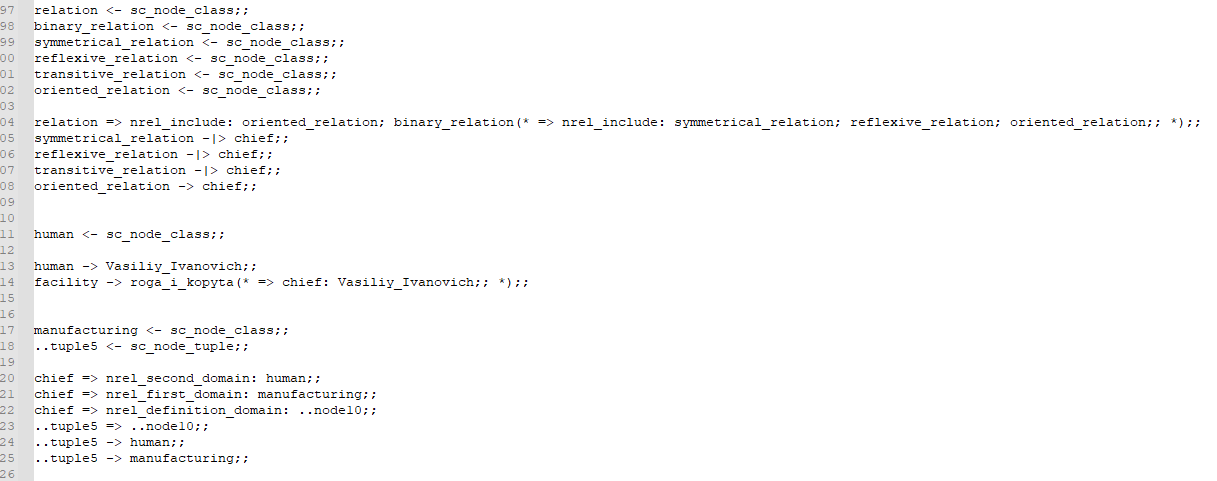 97 relation <- sc_node_class;;
98 binary_relation <- sc_node_class;;
99 symmetrical_relation <- sc_node_class;;
00 reflexive_relation <- sc_node_class;;
01 transitive_relation <- sc_node_class;;
02 oriented_relation <- sc_node_class;;
03
04 relation => nrel_include: oriented_relation; binary_relation(* => nrel_include: symmetrical_relation; reflexive_relation; oriented_relation;; *);;
05 symmetrical_relation -|> chief;;
06 reflexive_relation -|> chief;;
07 transitive_relation -|> chief;;
08 oriented_relation -> chief;;
09
10
11 human <- sc_node_class;;
12
13 human -> Vasiliy_Ivanovich;;
14 facility -> roga_i_kopyta(* => chief: Vasiliy_Ivanovich;; *);;
15
16
17 manufacturing <- sc_node_class;;
18 ..tuple5 <- sc_node_tuple;;
19
20 chief => nrel_second_domain: human;;
21 chief => nrel_first_domain: manufacturing;;
22 chief => nrel_definition_domain: ..node10;;
23 ..tuple5 => ..node10;;
24 ..tuple5 -> human;;
25 ..tuple5 -> manufacturing;;
26